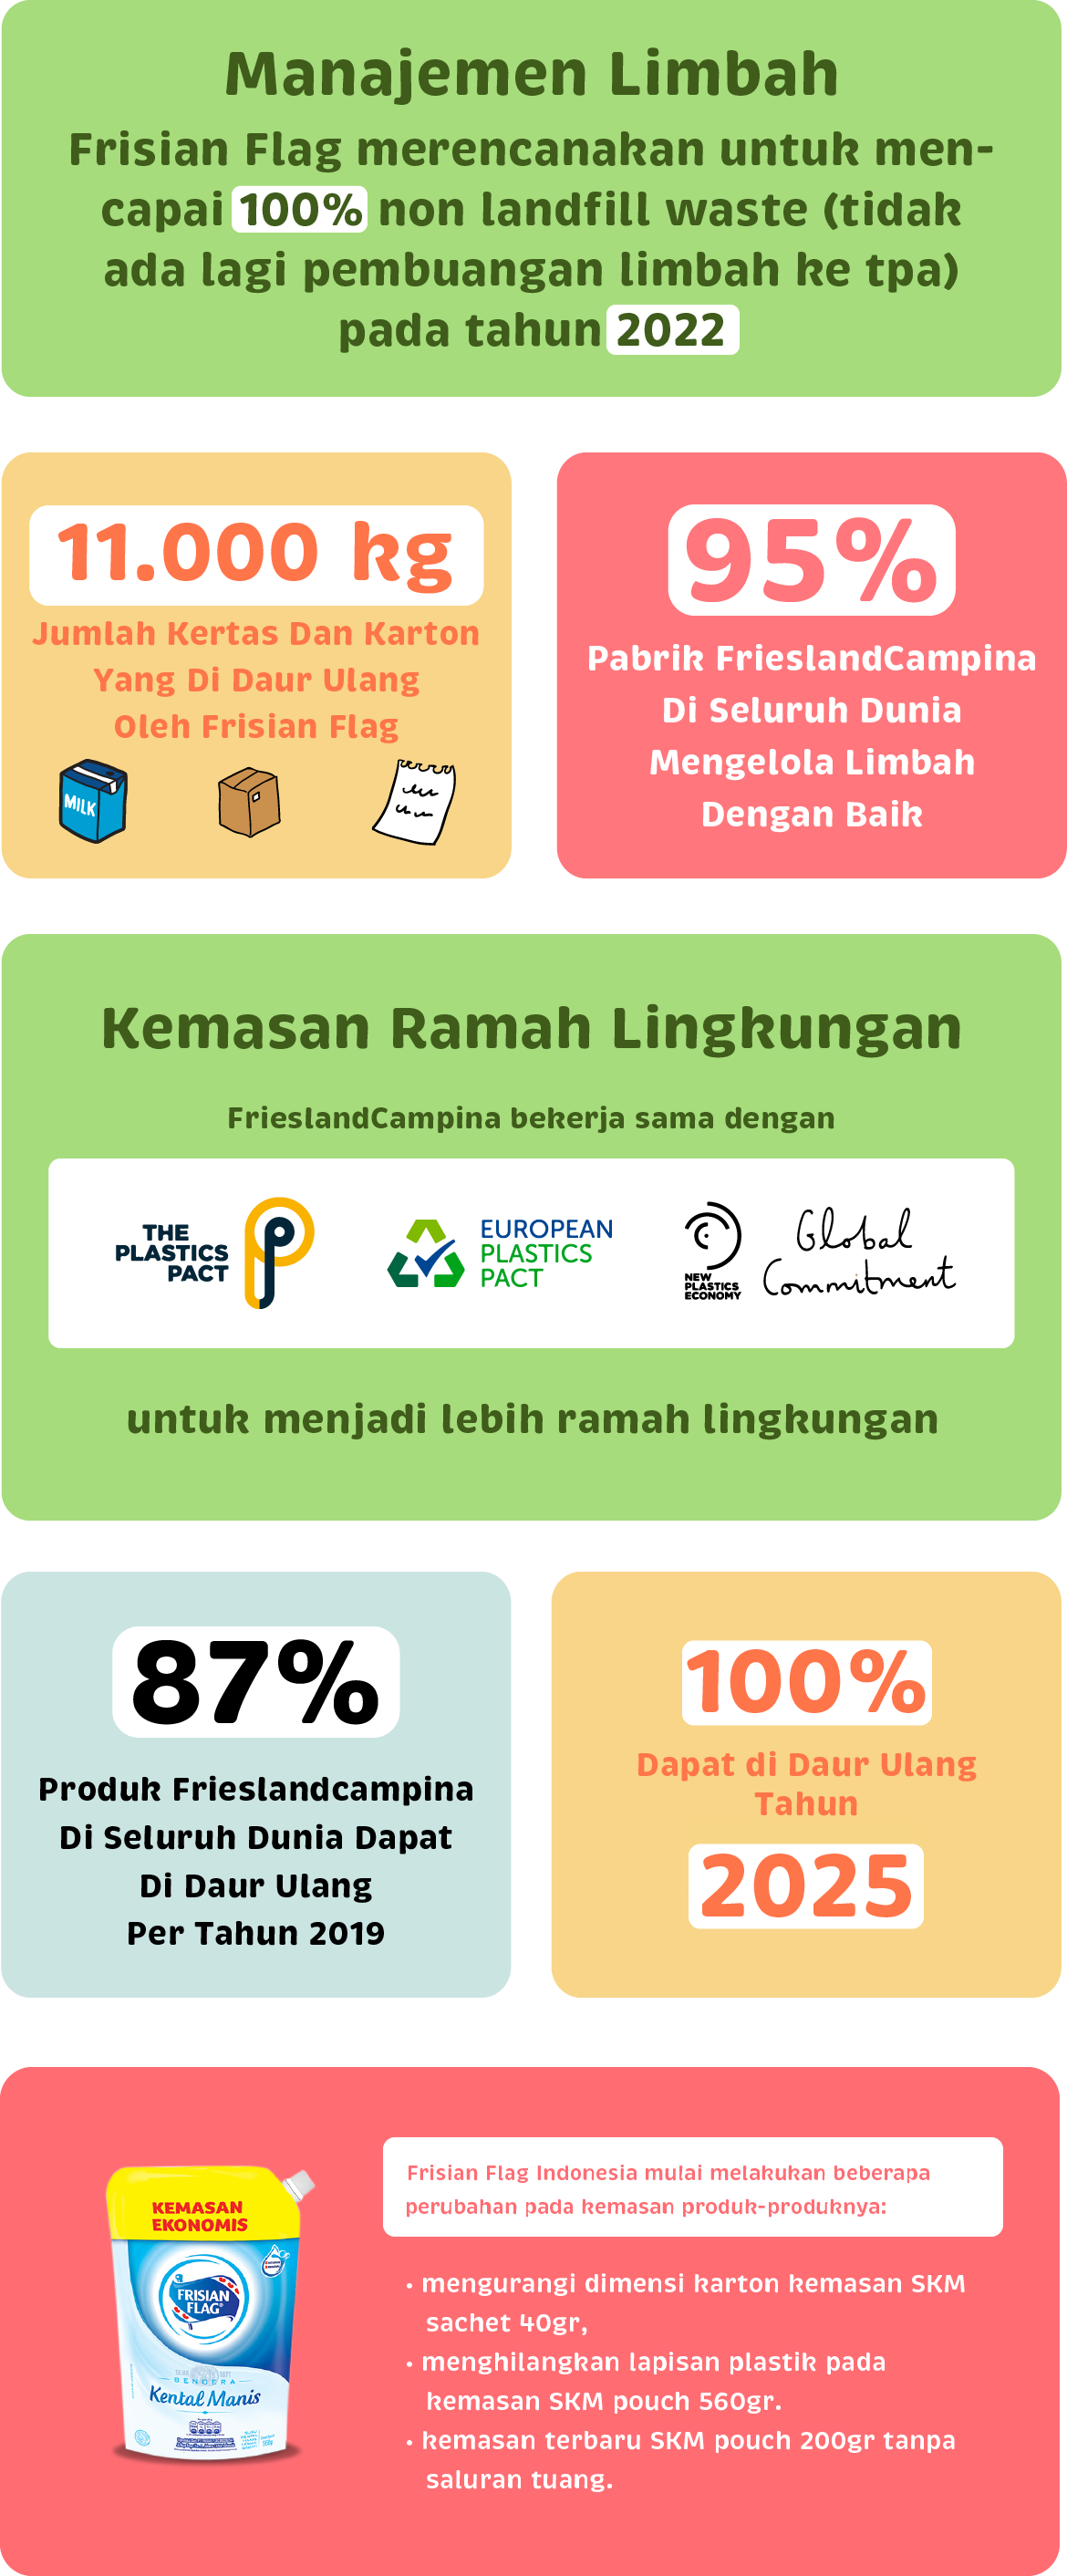 Manajemen Limbah
Frisian Flag merencanakan untuk men-
capai 100% non landfill waste (tidak
ada lagi pembuangan limbah ke tpa)
pada tahun 2022
11.000 kg
Jumlah Kertas Dan Karton
Yang Di Daur Ulang
Oleh Frisian Flag
MILK
95%
Pabrik FrieslandCampina
Di Seluruh Dunia
Mengelola Limbah
Dengan Baik
Kemasan Ramah Lingkungan
FrieslandCampina bekerja sama dengan
THE
PLASTICS
PACT
EUROPEAN
PLASTICS
PACT
NEW
PLASTICS
ECONOMY
Global
Commitment
untuk menjadi lebih ramah lingkungan
87%
Produk Frieslandcampina
Di Seluruh Dunia Dapat
Di Daur Ulang
Per Tahun 2019
100%
Dapat di Daur Ulang
Tahun
2025
KEMASAN
EKONOMIS
FRISIAN
FLAG®
BENDERA
Kental Manis
Frisian Flag Indonesia mulai melakukan beberapa
perubahan pada kemasan produk-produknya:
• mengurangi dimensi karton kemasan SKM
sachet 40gr,
• menghilangkan lapisan plastik pada
kemasan SKM pouch 560gr.
• kemasan terbaru SKM pouch 200gr tanpa
saluran tuang.